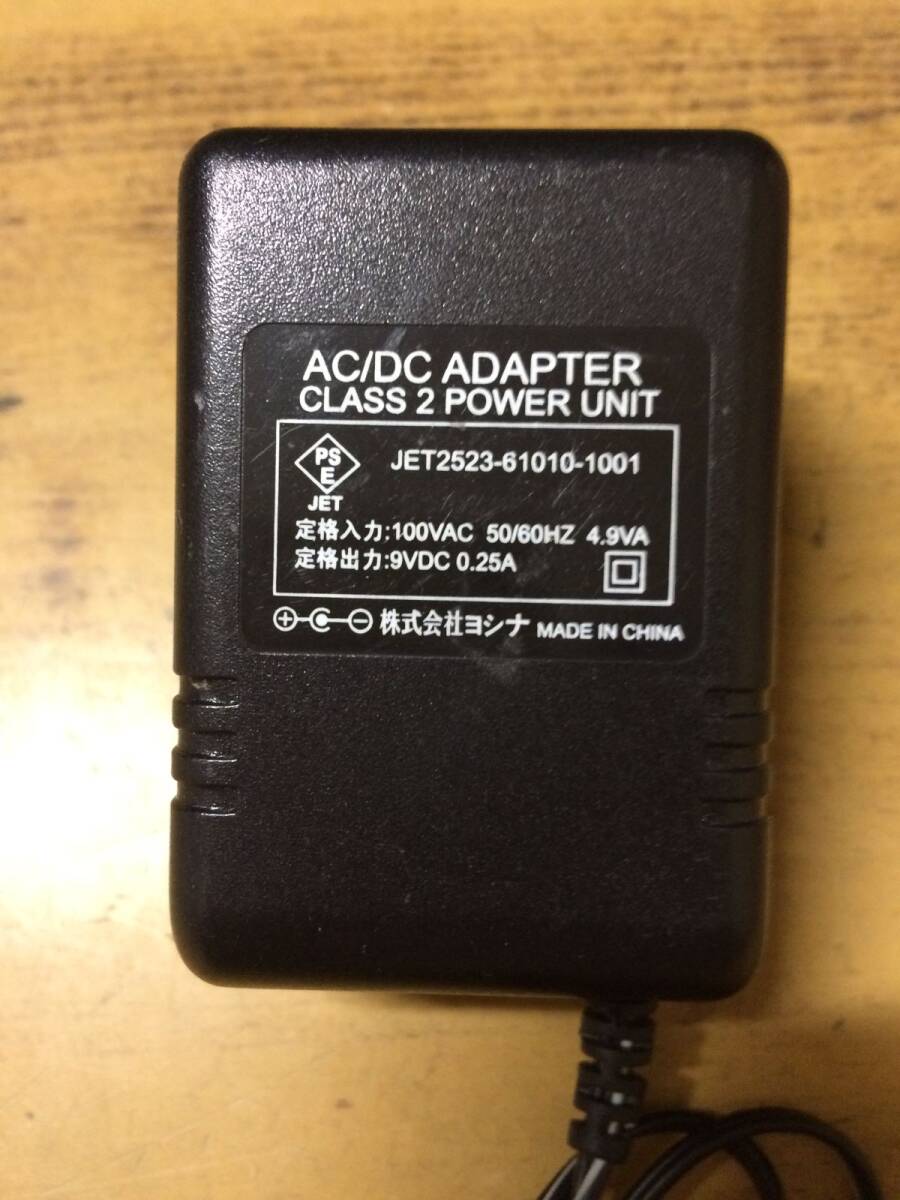 AC/DC ADAPTER
CLASS 2 POWER UNIT
PS
E
JET
JET2523-61010-1001
定格入力:100VAC 50/60HZ 4.9VA
定格出力:9VDC 0.25A
株式会社ヨシナ MADE IN CHINA